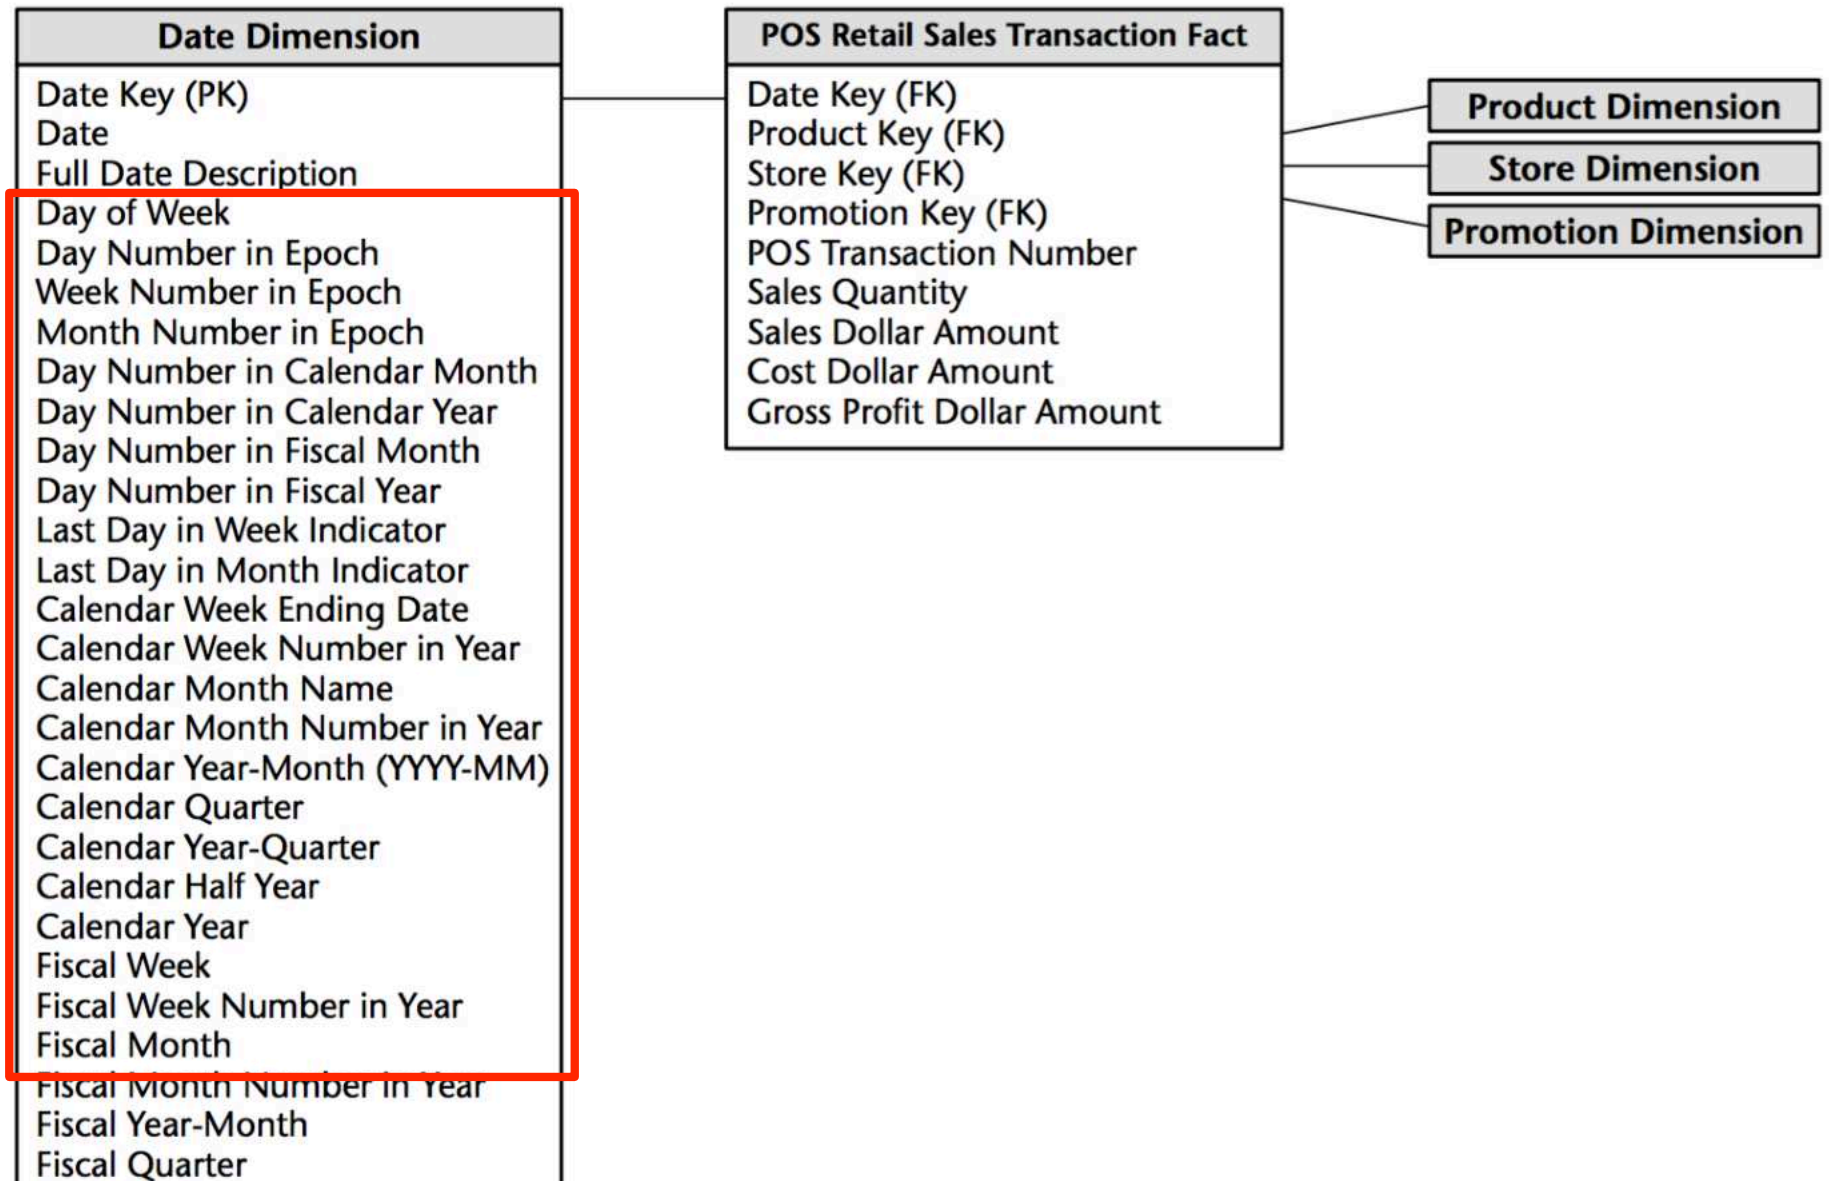 Date Dimension
Date Key (PK)
Date
Full Date Description
Day of Week
Day Number in Epoch
Week Number in Epoch
Month Number in Epoch
Day Number in Calendar Month
Day Number in Calendar Year
Day Number in Fiscal Month
Day Number in Fiscal Year
Last Day in Week Indicator
Last Day in Month Indicator
Calendar Week Ending Date
Calendar Week Number in Year
Calendar Month Name
Calendar Month Number in Year
Calendar Year-Month (YYYY-MM)
Calendar Quarter
Calendar Year-Quarter
Calendar Half Year
Calendar Year
Fiscal Week
Fiscal Week Number in Year
Fiscal Month
Fiscal Month Number in Year
Fiscal Year-Month
Fiscal Quarter
POS Retail Sales Transaction Fact
Date Key (FK)
Product Key (FK)
Store Key (FK)
Promotion Key (FK)
POS Transaction Number
Sales Quantity
Sales Dollar Amount
Cost Dollar Amount
Gross Profit Dollar Amount
Product Dimension
Store Dimension
Promotion Dimension